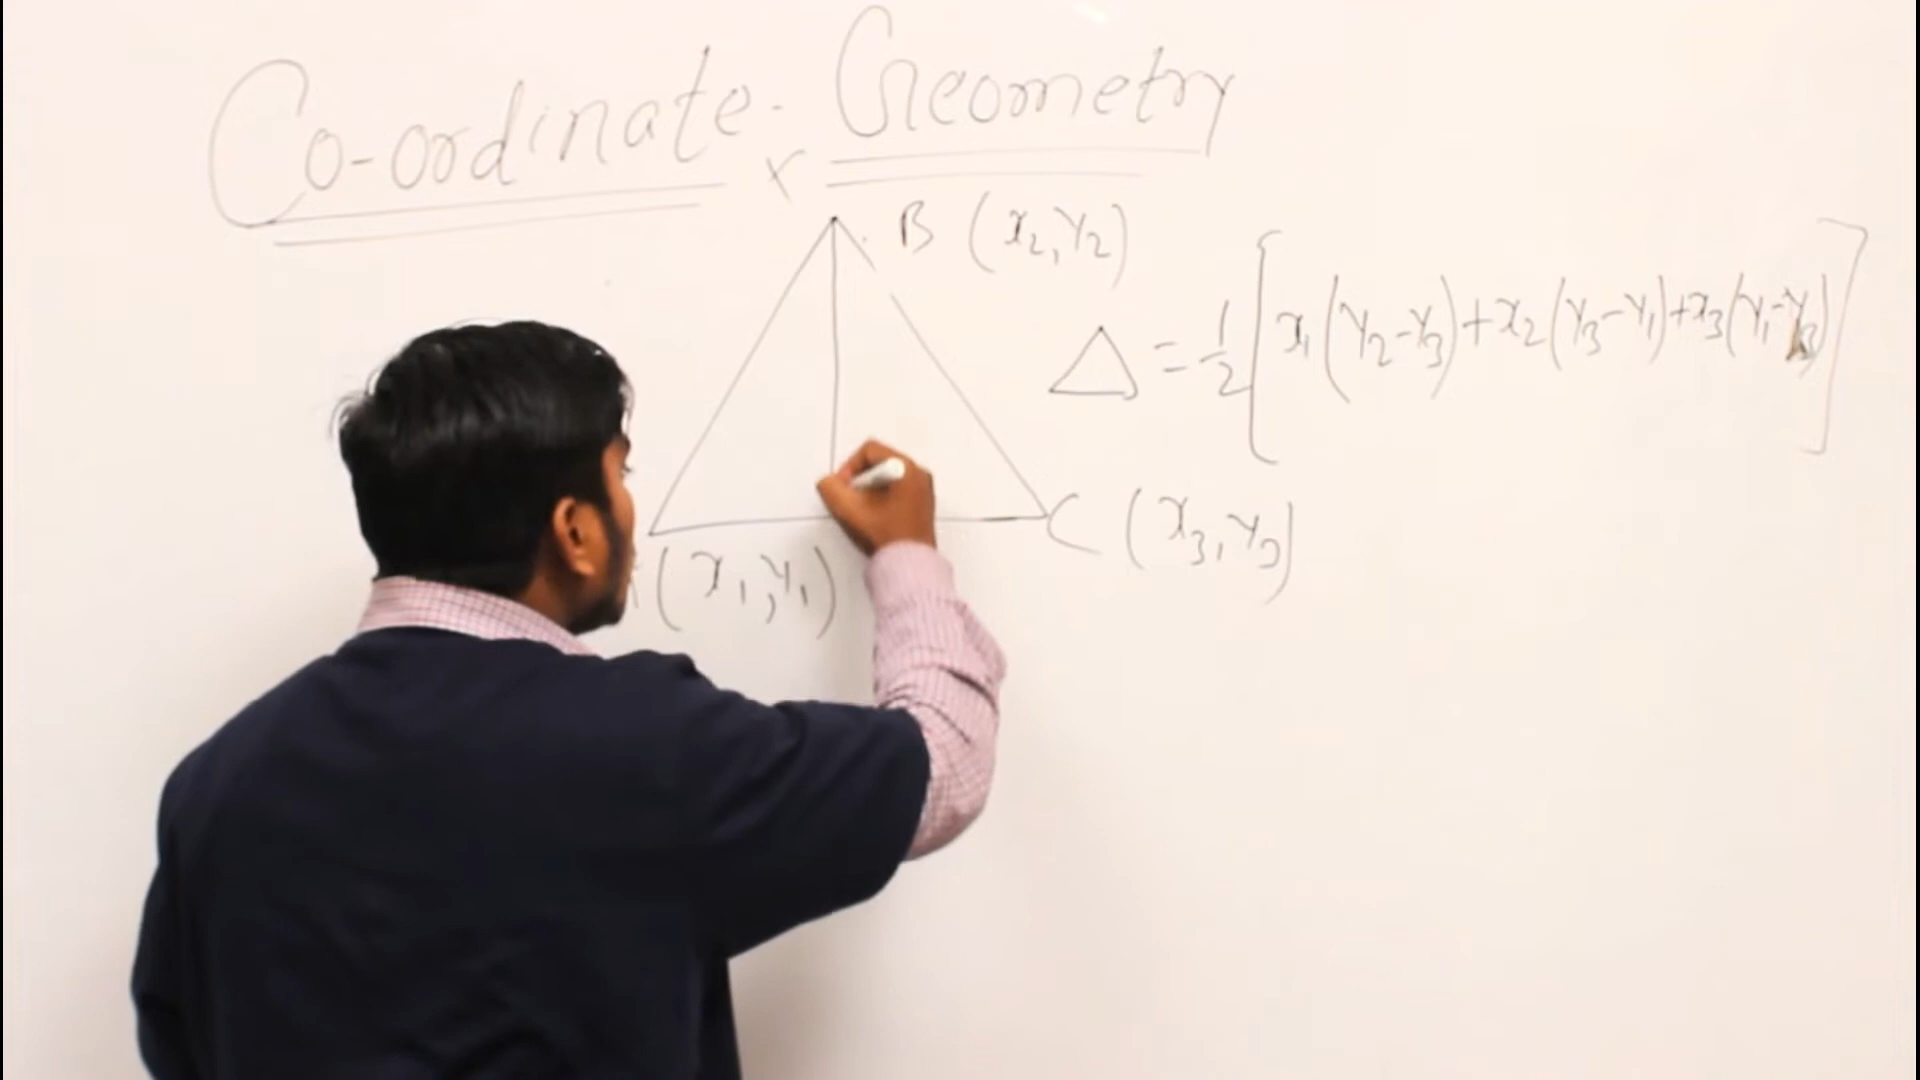 Co-ordinate Geometry
B (x₂, y₂)
Δ = 1/2 [x₁(y₂-y₃)+x₂(y₃-y₁)+x₃(y₁-y
C (x₃, y₃)
(x₁, y₁)